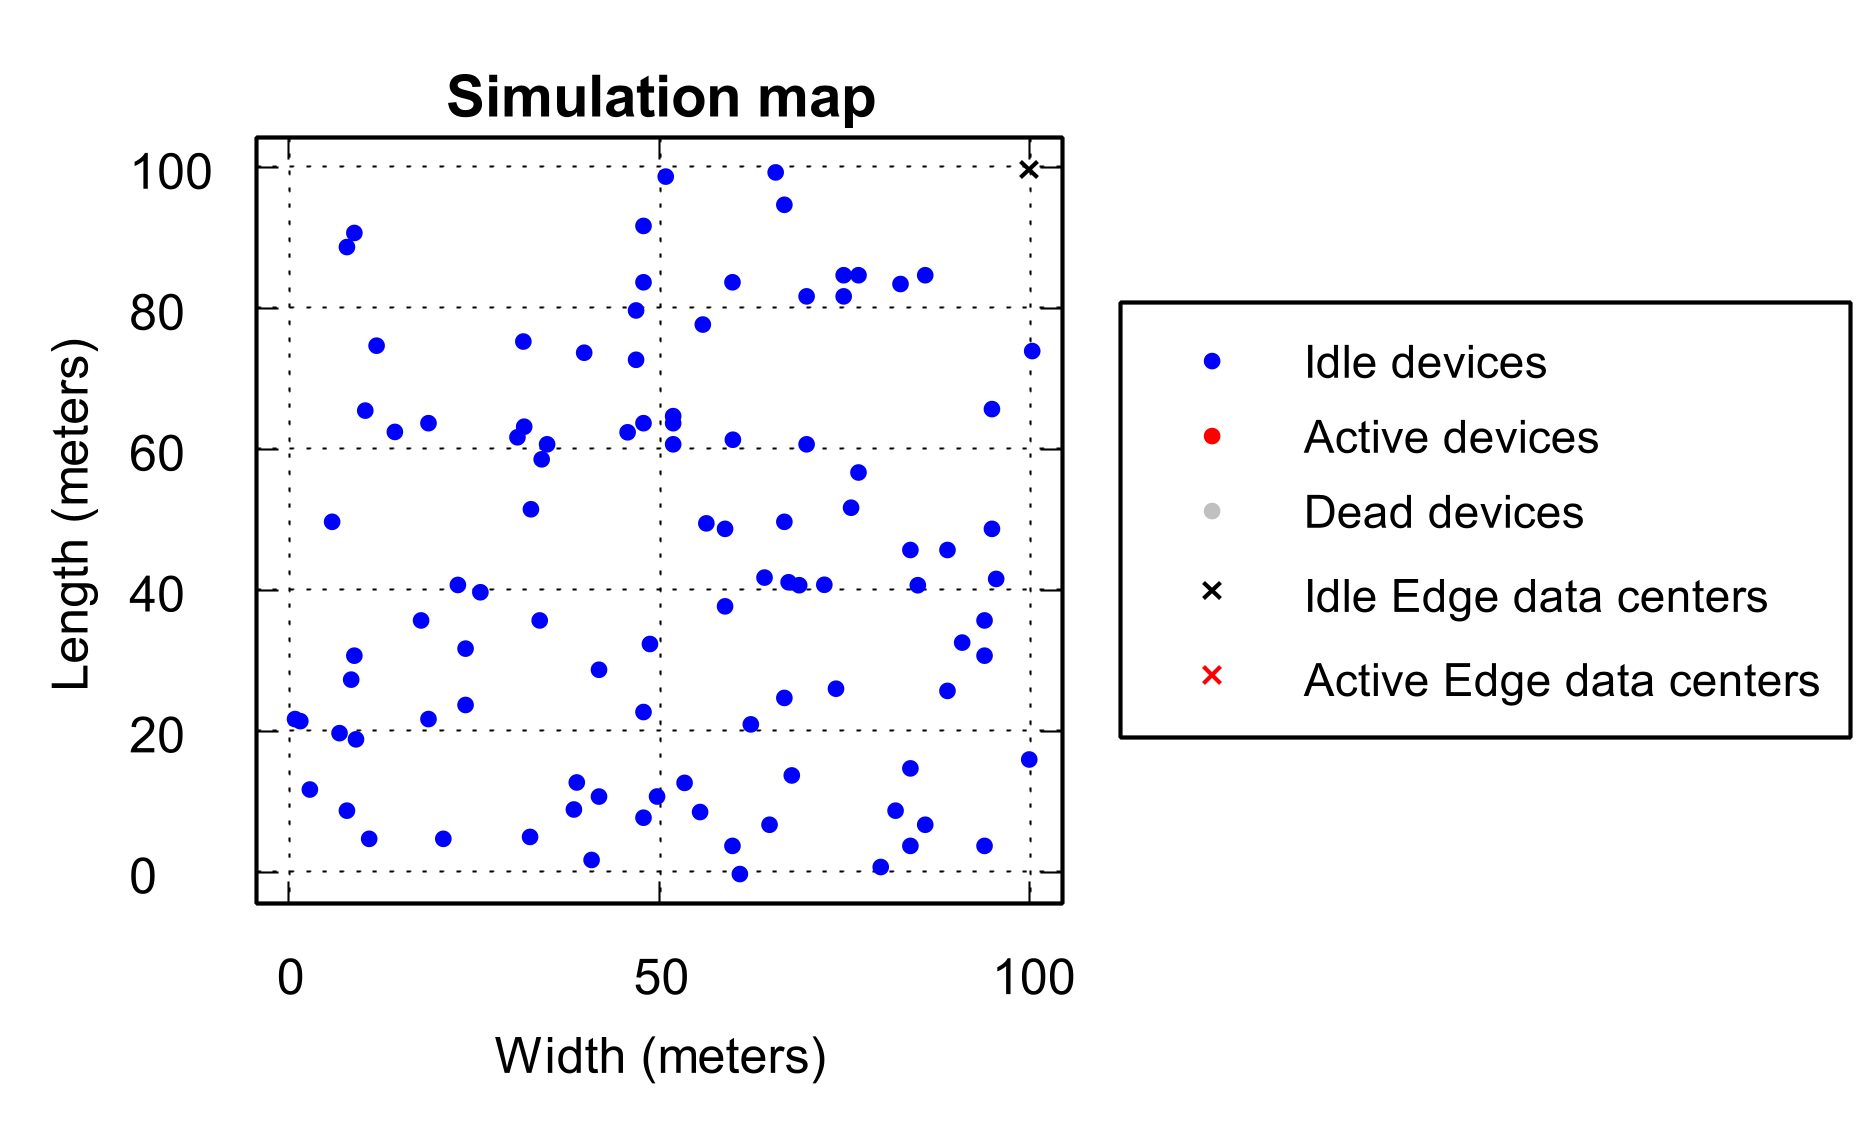 Simulation map
100
80
60
40
20
0
Length (meters)
0 50 100
Width (meters)
Idle devices
Active devices
Dead devices
Idle Edge data centers
Active Edge data centers